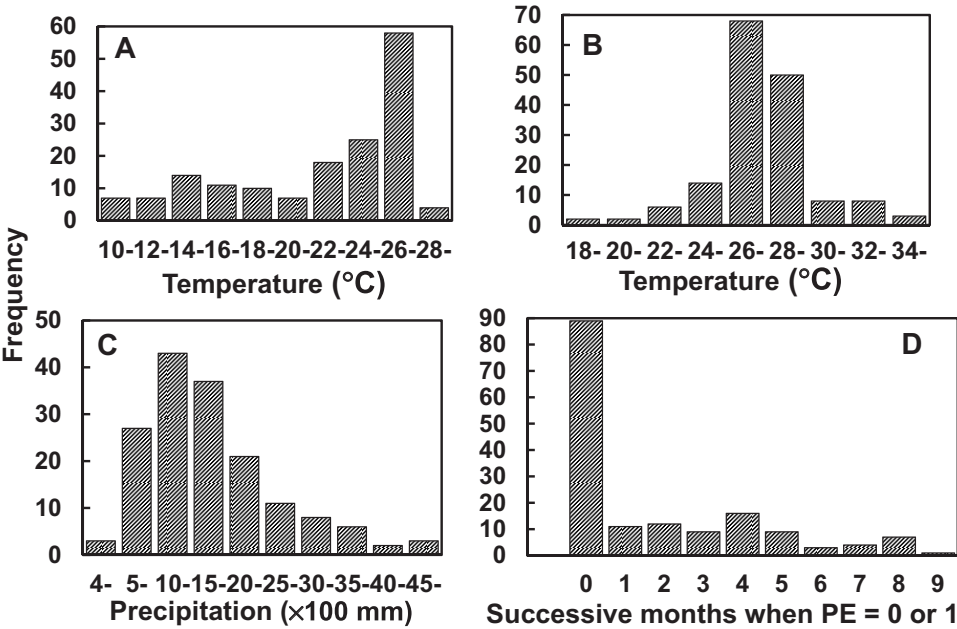 Frequency
A
60
50
40
30
20
10
0
10-12-14-16-18-20-22-24-26-28-
Temperature (°C)
B
70
60
50
40
30
20
10
0
18- 20- 22- 24- 26- 28- 30- 32- 34-
Temperature (°C)
C
50
40
30
20
10
0
4- 5- 10-15-20-25-30-35-40-45-
Precipitation (×100 mm)
D
90
80
70
60
50
40
30
20
10
0
0 1 2 3 4 5 6 7 8 9
Successive months when PE = 0 or 1